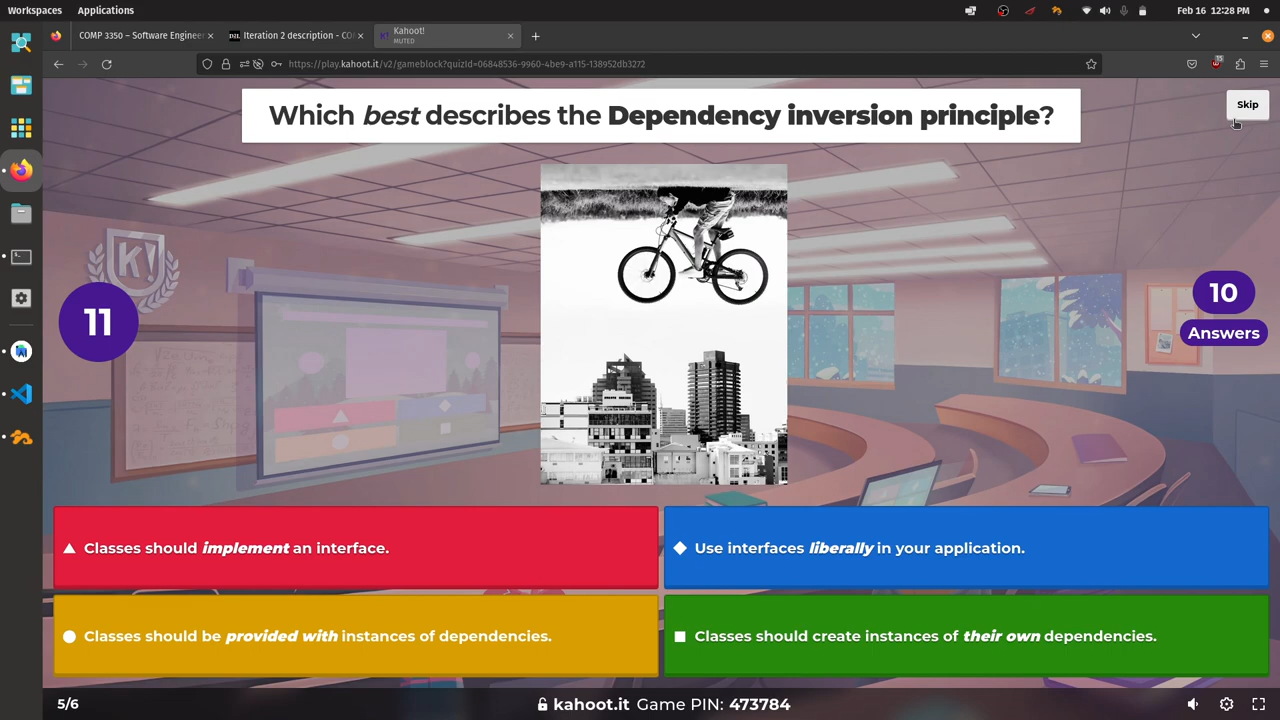 Workspaces Applications
Feb 16 12:28 PM
COMP 3350 – Software Engineer
D2L Iteration 2 description - CO
K! Kahoot!
MUTED
https://play.kahoot.it/v2/gameblock?quizId=06848536-9960-4be9-a115-138952db3272
15
Which best describes the Dependency inversion principle?
Skip
K!
11
10
Answers
Classes should implement an interface.
Use interfaces liberally in your application.
Classes should be provided with instances of dependencies.
Classes should create instances of their own dependencies.
5/6
kahoot.it Game PIN: 473784